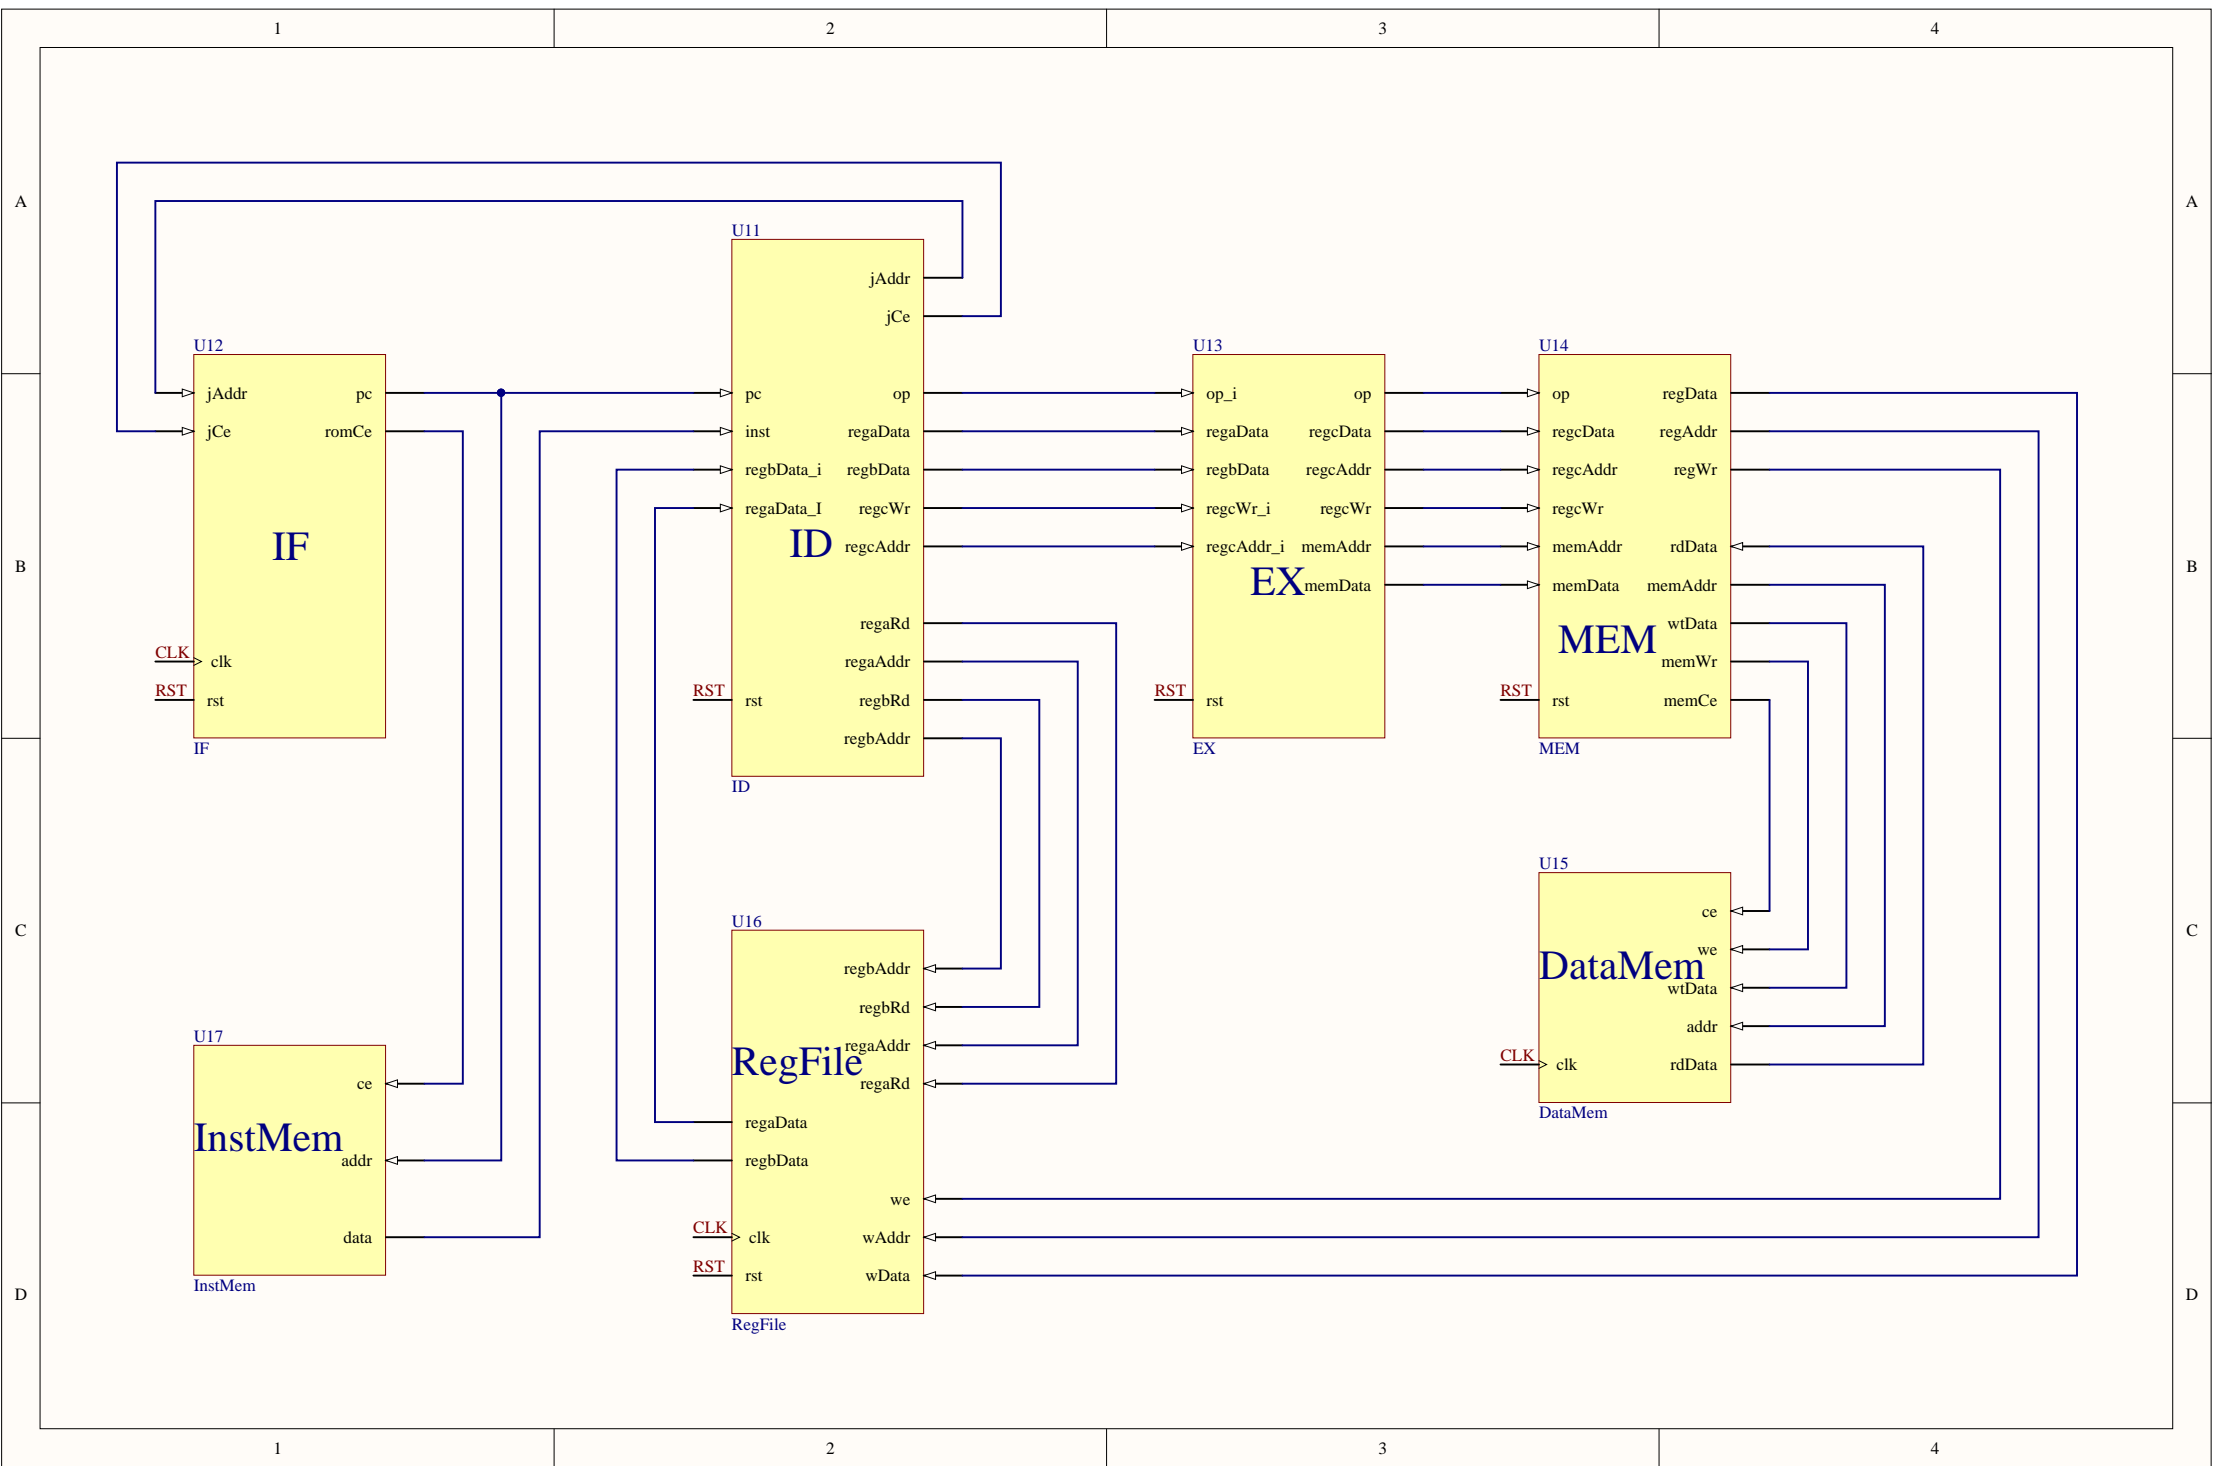 1 2 3 4
A A
U11
jAddr
jCe
U12 U13 U14
jAddr pc pc op op_i op op regData
jCe romCe inst regaData regaData regcData regcData regAddr
regbData_i regbData regbData regcAddr regcAddr regWr
regaData_I regcWr regcWr_i regcWr regcWr
IF ID regcAddr regcAddr_i memAddr memAddr rdData
B B
EX memData memData memAddr
regaRd MEM wtData
CLK clk regaAddr memWr
RST rst RST rst regbRd RST rst RST rst memCe
regbAddr
IF EX MEM
ID
U15
ce
U16
C C
we
DataMem
regbAddr
wtData
regbRd addr
U17
regaAddr
RegFile
CLK clk rdData
ce regaRd
DataMem
regaData
InstMem
addr regbData
we
data CLK clk wAddr
RST rst wData
InstMem
D D
RegFile
1 2 3 4